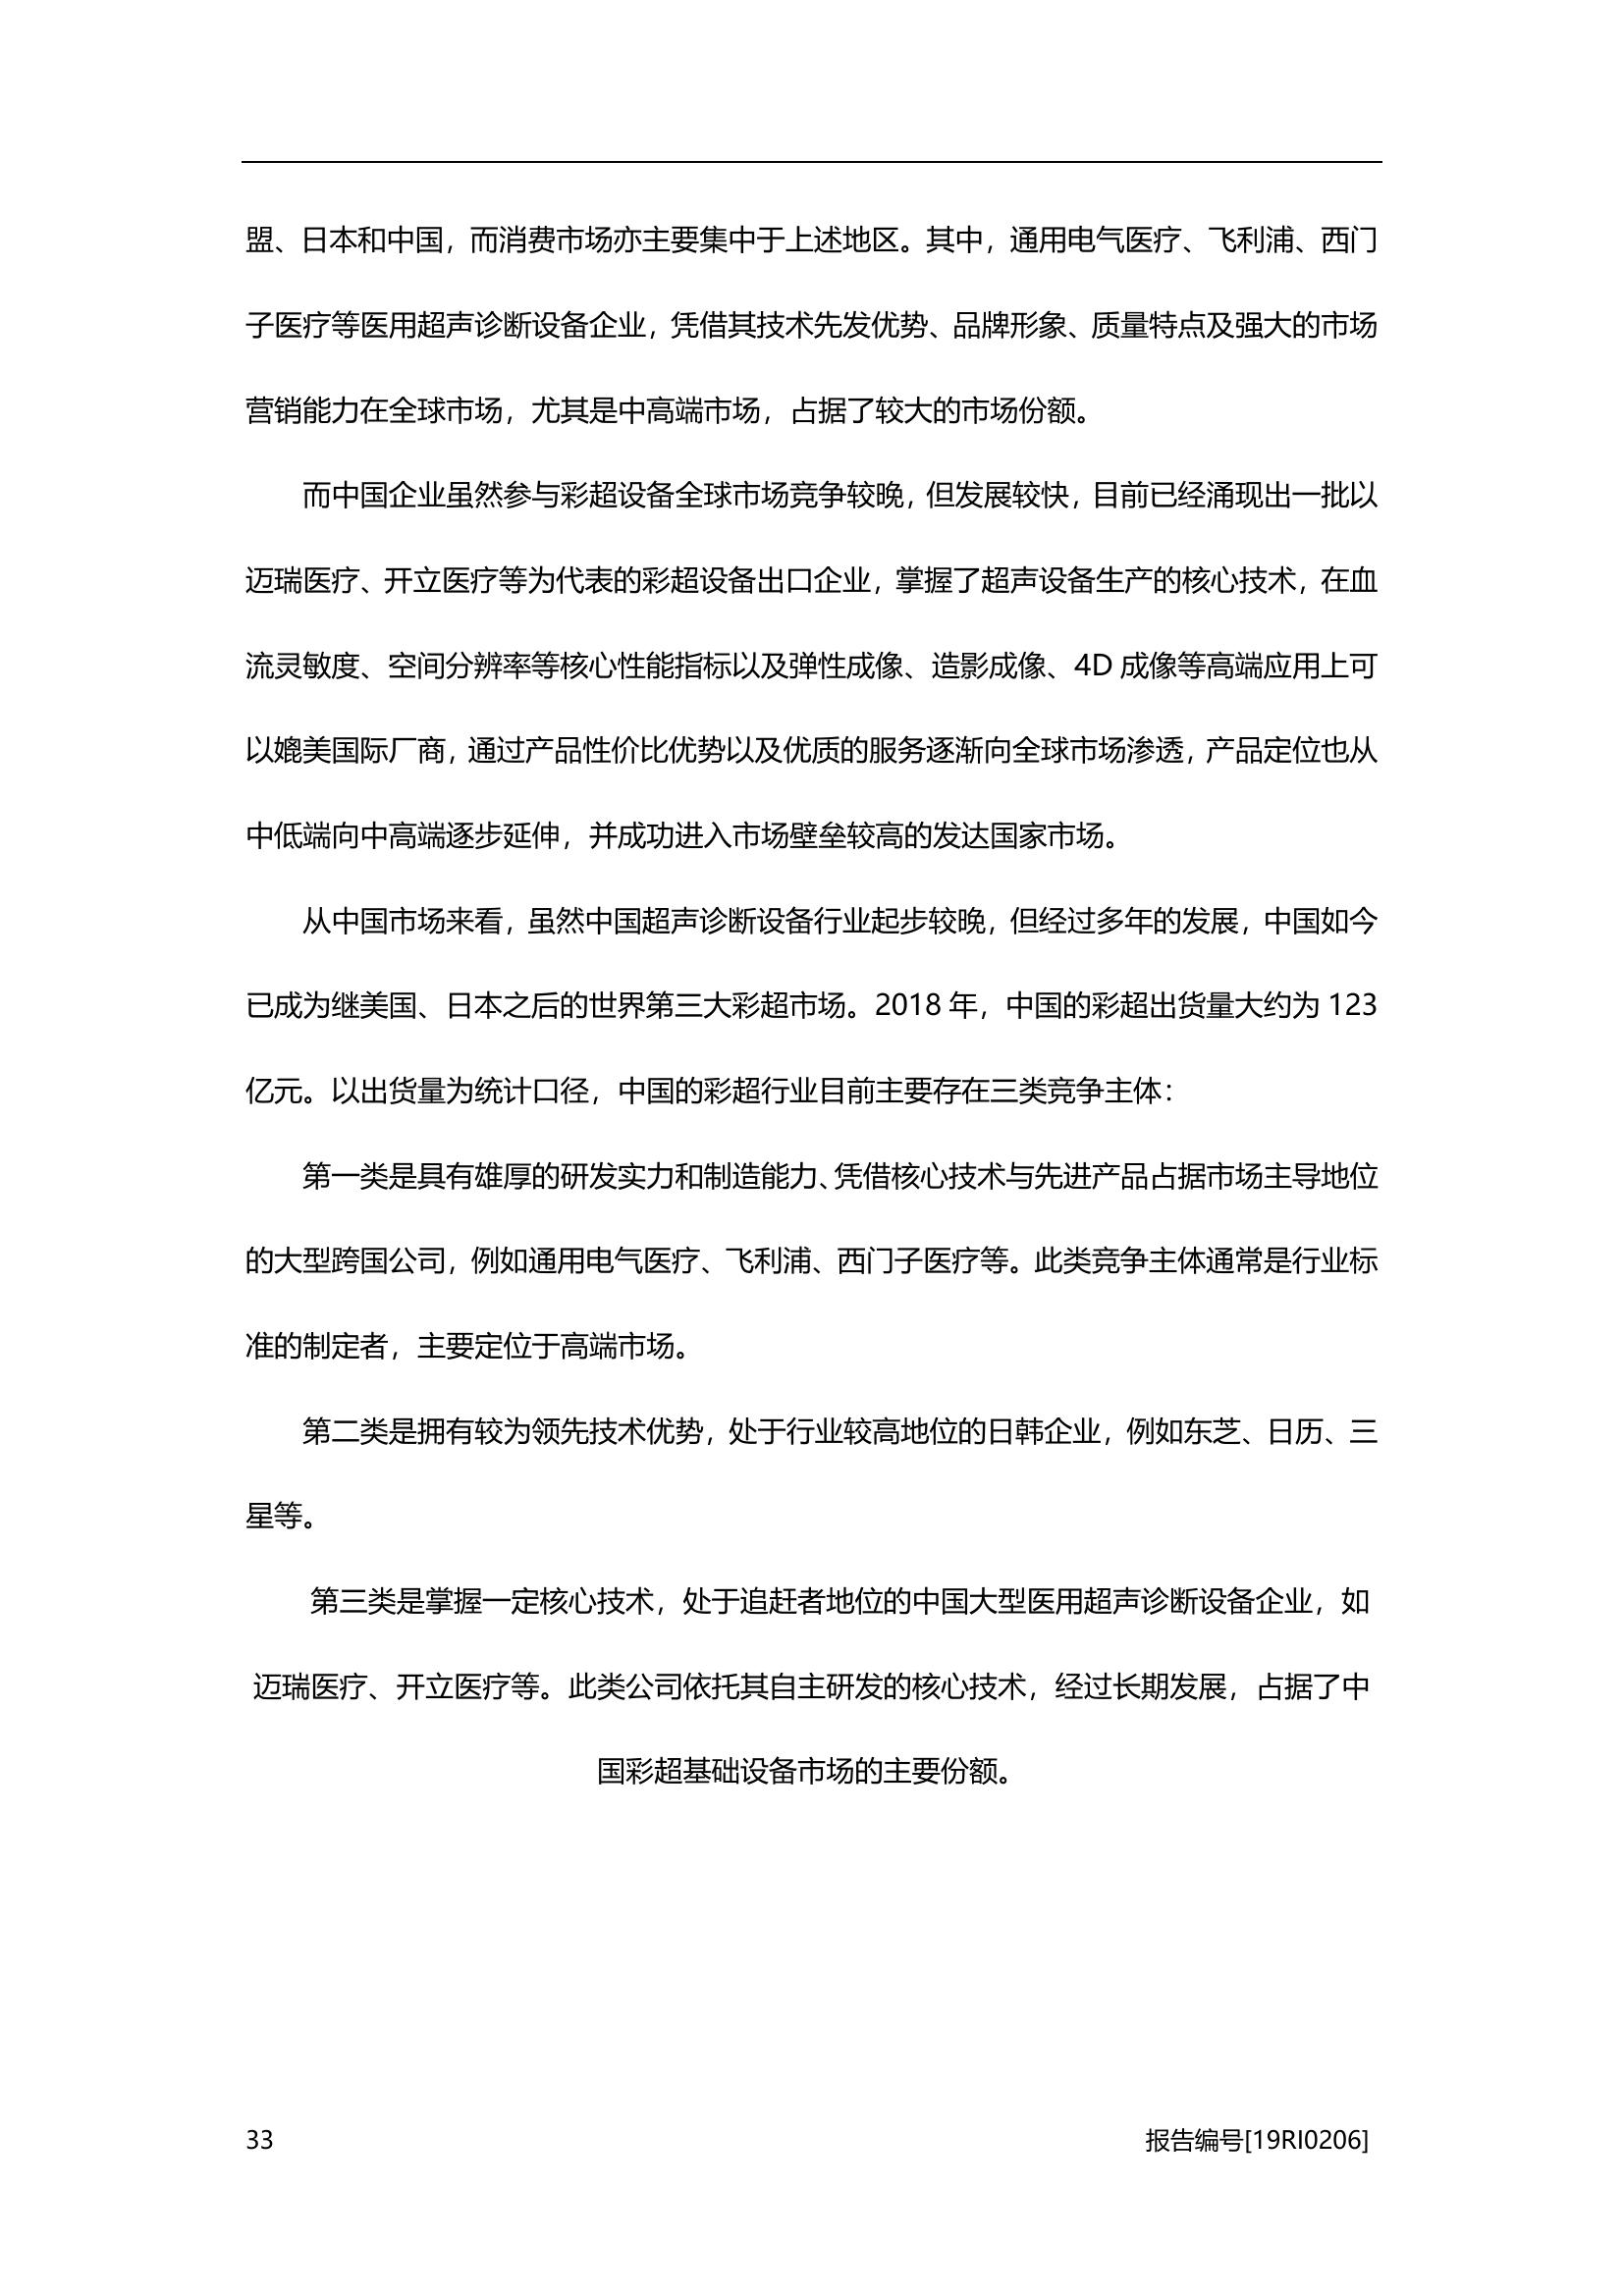 盟、日本和中国，而消费市场亦主要集中于上述地区。其中，通用电气医疗、飞利浦、西门
子医疗等医用超声诊断设备企业，凭借其技术先发优势、品牌形象、质量特点及强大的市场
营销能力在全球市场，尤其是中高端市场，占据了较大的市场份额。
而中国企业虽然参与彩超设备全球市场竞争较晚，但发展较快，目前已经涌现出一批以
迈瑞医疗、开立医疗等为代表的彩超设备出口企业，掌握了超声设备生产的核心技术，在血
流灵敏度、空间分辨率等核心性能指标以及弹性成像、造影成像、4D 成像等高端应用上可
以媲美国际厂商，通过产品性价比优势以及优质的服务逐渐向全球市场渗透，产品定位也从
中低端向中高端逐步延伸，并成功进入市场壁垒较高的发达国家市场。
从中国市场来看，虽然中国超声诊断设备行业起步较晚，但经过多年的发展，中国如今
已成为继美国、日本之后的世界第三大彩超市场。2018 年，中国的彩超出货量大约为 123
亿元。以出货量为统计口径，中国的彩超行业目前主要存在三类竞争主体：
第一类是具有雄厚的研发实力和制造能力、凭借核心技术与先进产品占据市场主导地位
的大型跨国公司，例如通用电气医疗、飞利浦、西门子医疗等。此类竞争主体通常是行业标
准的制定者，主要定位于高端市场。
第二类是拥有较为领先技术优势，处于行业较高地位的日韩企业，例如东芝、日历、三
星等。
第三类是掌握一定核心技术，处于追赶者地位的中国大型医用超声诊断设备企业，如
迈瑞医疗、开立医疗等。此类公司依托其自主研发的核心技术，经过长期发展，占据了中
国彩超基础设备市场的主要份额。
33 报告编号[19RI0206]